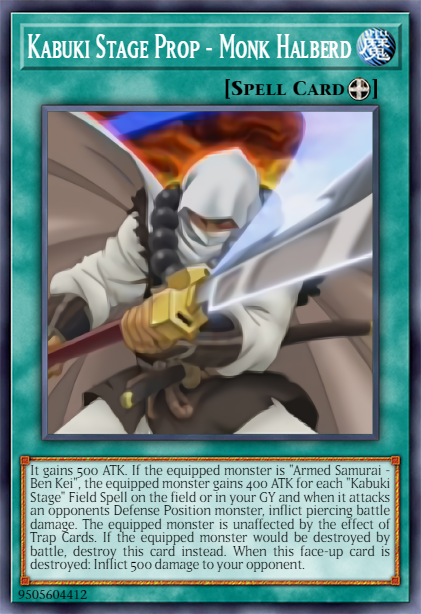 Kabuki Stage Prop - Monk Halberd
魔
[Spell Card]
It gains 500 ATK. If the equipped monster is "Armed Samurai -
Ben Kei", the equipped monster gains 400 ATK for each "Kabuki
Stage" Field Spell on the field or in your GY and when it attacks
an opponents Defense Position monster, inflict piercing battle
damage. The equipped monster is unaffected by the effect of
Trap Cards. If the equipped monster would be destroyed by
battle, destroy this card instead. When this face-up card is
destroyed: Inflict 500 damage to your opponent.
9505604412